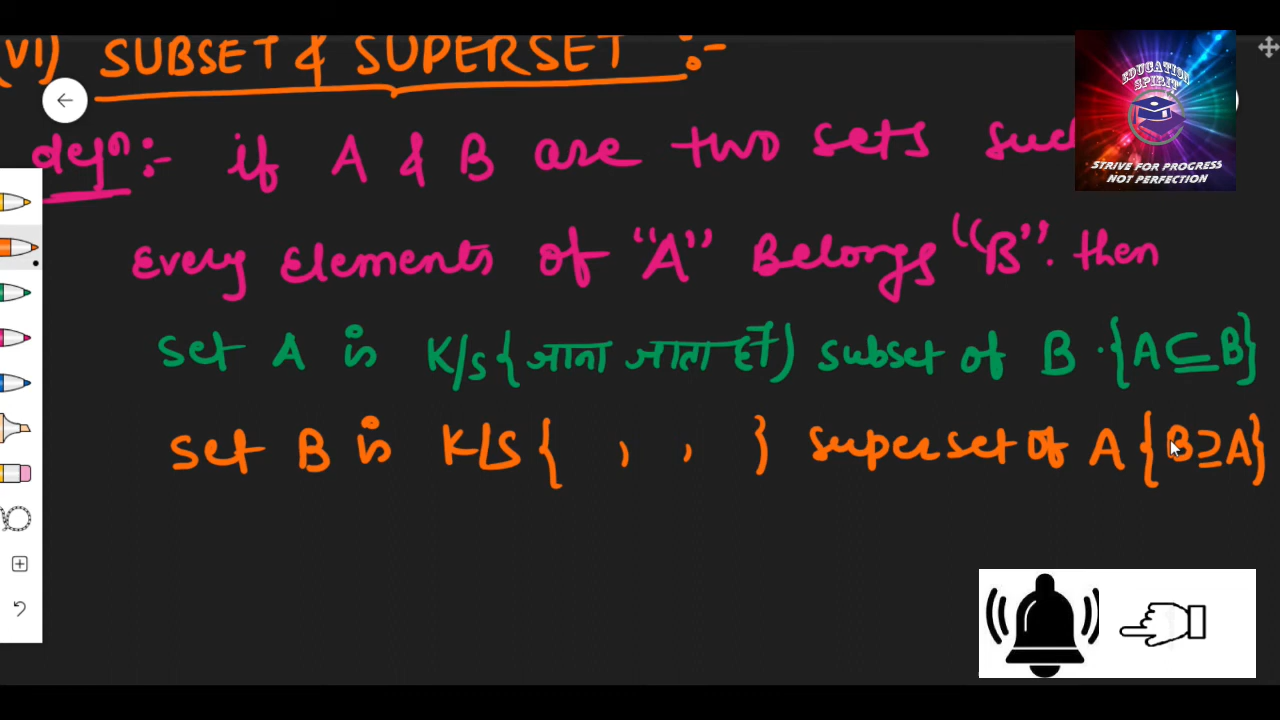 (VI) SUBSET & SUPERSET :-
defn:- if A & B are two sets such
Every Elements of "A" Belongs "B". then
set A is K/s {जाना जाता है) subset of B . {A ⊆ B}
set B is K/S { , , } superset of A {B ⊇ A}
EDUCATION
SPIRIT
STRIVE FOR PROGRESS
NOT PERFECTION